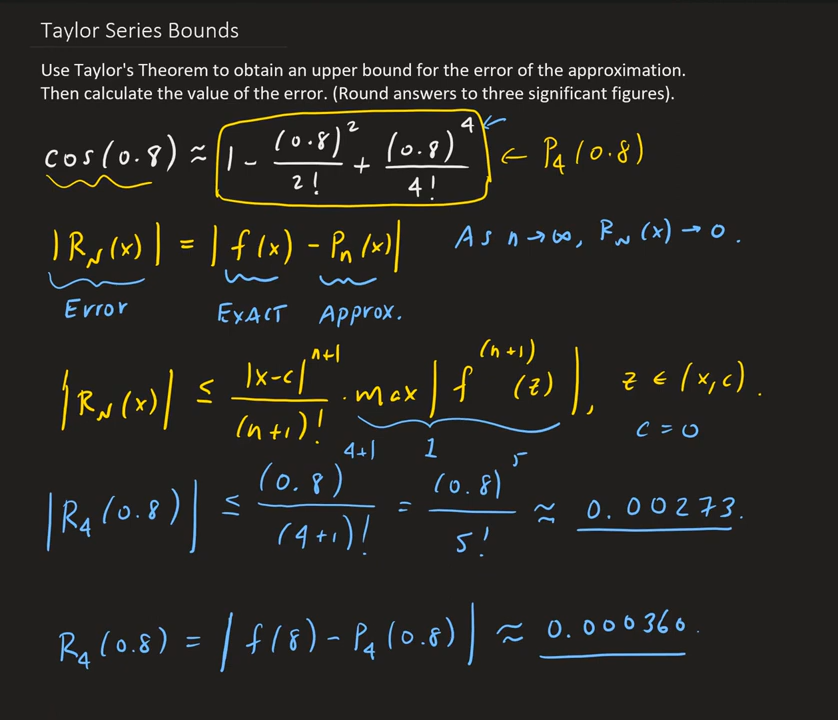 Taylor Series Bounds
Use Taylor's Theorem to obtain an upper bound for the error of the approximation.
Then calculate the value of the error. (Round answers to three significant figures).
cos(0.8) ≈ 1 - (0.8)²/2! + (0.8)⁴/4! ← P₄(0.8)
|R_N(x)| = |f(x) - P_n(x)| As n→∞, R_N(x)→0.
Error EXACT Approx.
|R_N(x)| ≤ |x-c|^(n+1)/(n+1)! · max |f^(n+1)(z)|, z ∈ (x,c).
1 c = 0
|R₄(0.8)| ≤ (0.8)^(4+1)/(4+1)! = (0.8)⁵/5! ≈ 0.00273.
R₄(0.8) = |f(8) - P₄(0.8)| ≈ 0.000360.